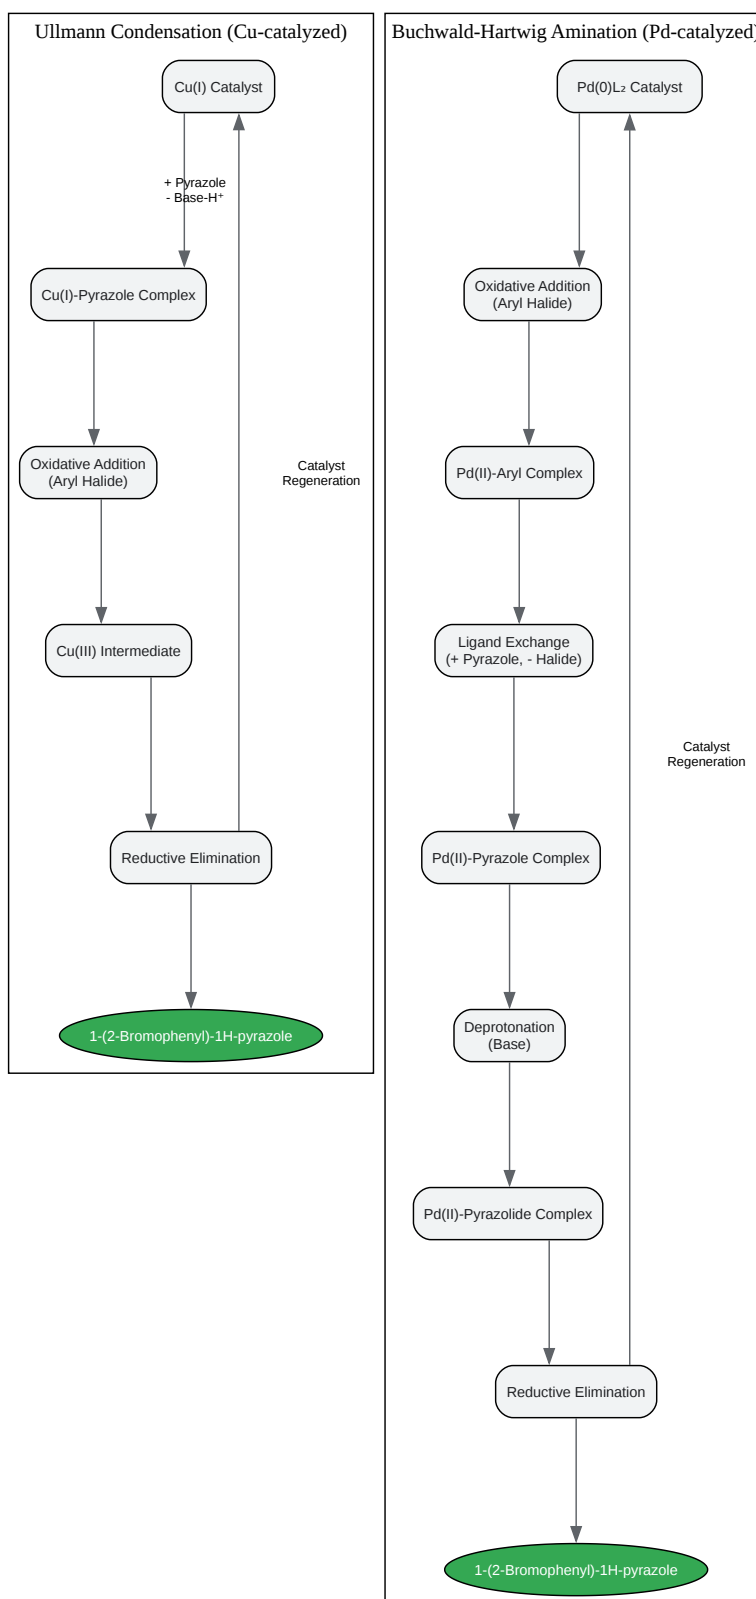 Ullmann Condensation (Cu-catalyzed)
Cu(I) Catalyst
+ Pyrazole
- Base-H⁺
Cu(I)-Pyrazole Complex
Oxidative Addition
(Aryl Halide)
Catalyst
Regeneration
Cu(III) Intermediate
Reductive Elimination
1-(2-Bromophenyl)-1H-pyrazole
Buchwald-Hartwig Amination (Pd-catalyzed)
Pd(0)L₂ Catalyst
Oxidative Addition
(Aryl Halide)
Pd(II)-Aryl Complex
Ligand Exchange
(+ Pyrazole, - Halide)
Catalyst
Regeneration
Pd(II)-Pyrazole Complex
Deprotonation
(Base)
Pd(II)-Pyrazolide Complex
Reductive Elimination
1-(2-Bromophenyl)-1H-pyrazole